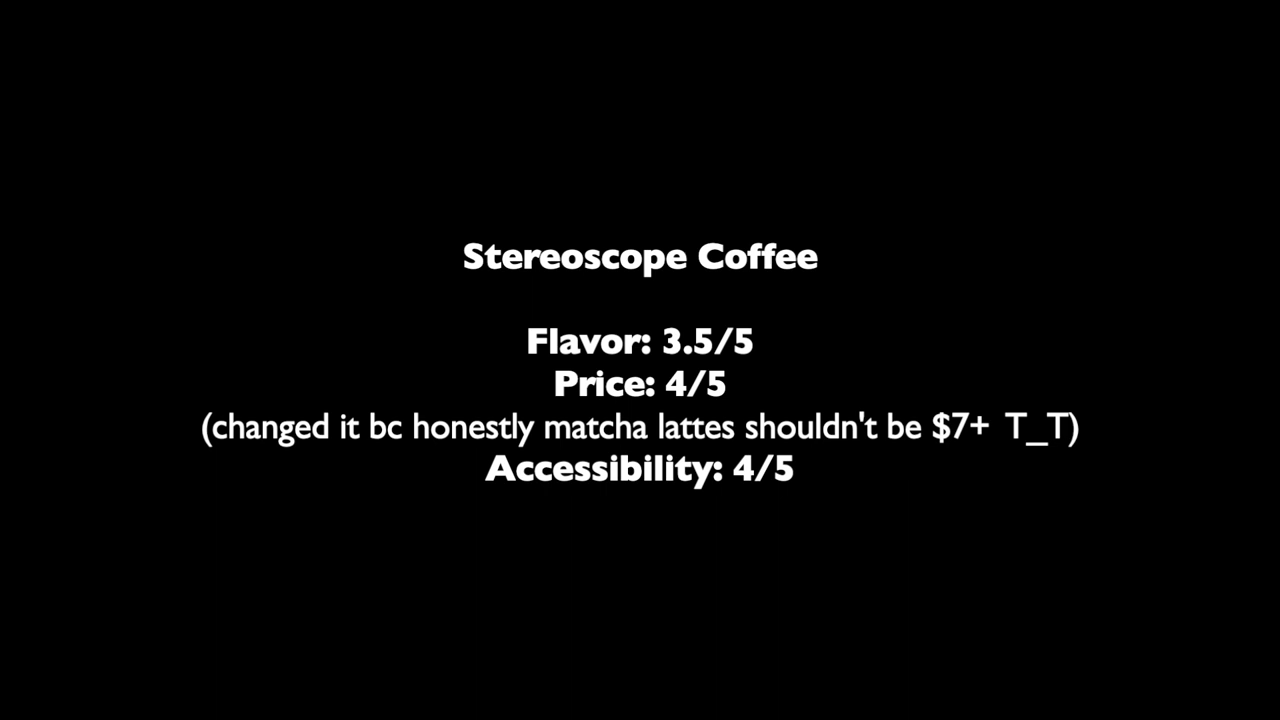 Stereoscope Coffee
Flavor: 3.5/5
Price: 4/5
(changed it bc honestly matcha lattes shouldn't be $7+ T_T)
Accessibility: 4/5